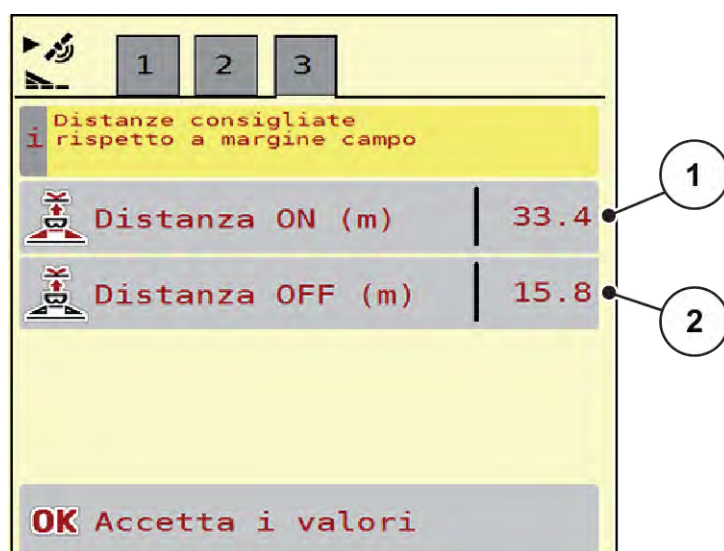 1 2 3
i Distanze consigliate
rispetto a margine campo
Distanza ON (m) 33.4
1
Distanza OFF (m) 15.8
2
OK Accetta i valori